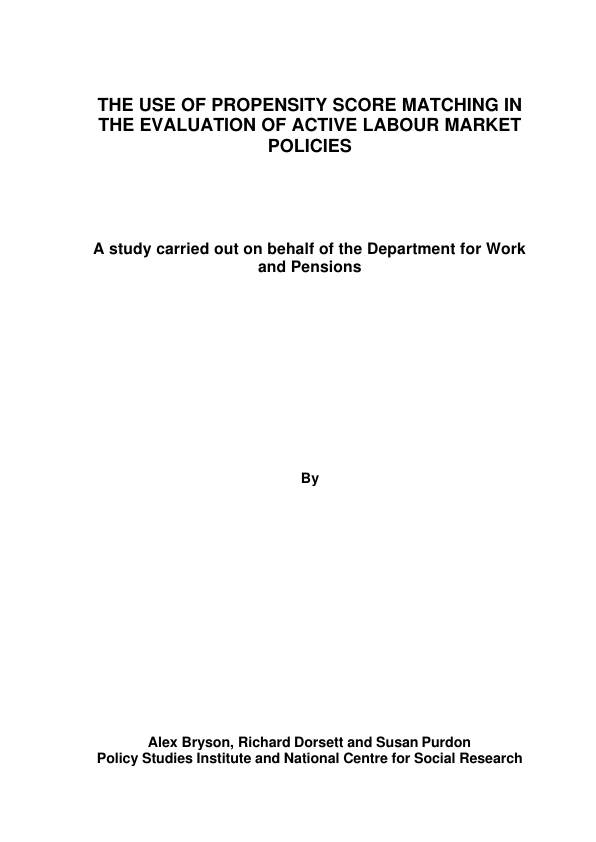 THE USE OF PROPENSITY SCORE MATCHING IN
THE EVALUATION OF ACTIVE LABOUR MARKET
POLICIES
A study carried out on behalf of the Department for Work
and Pensions
By
Alex Bryson, Richard Dorsett and Susan Purdon
Policy Studies Institute and National Centre for Social Research